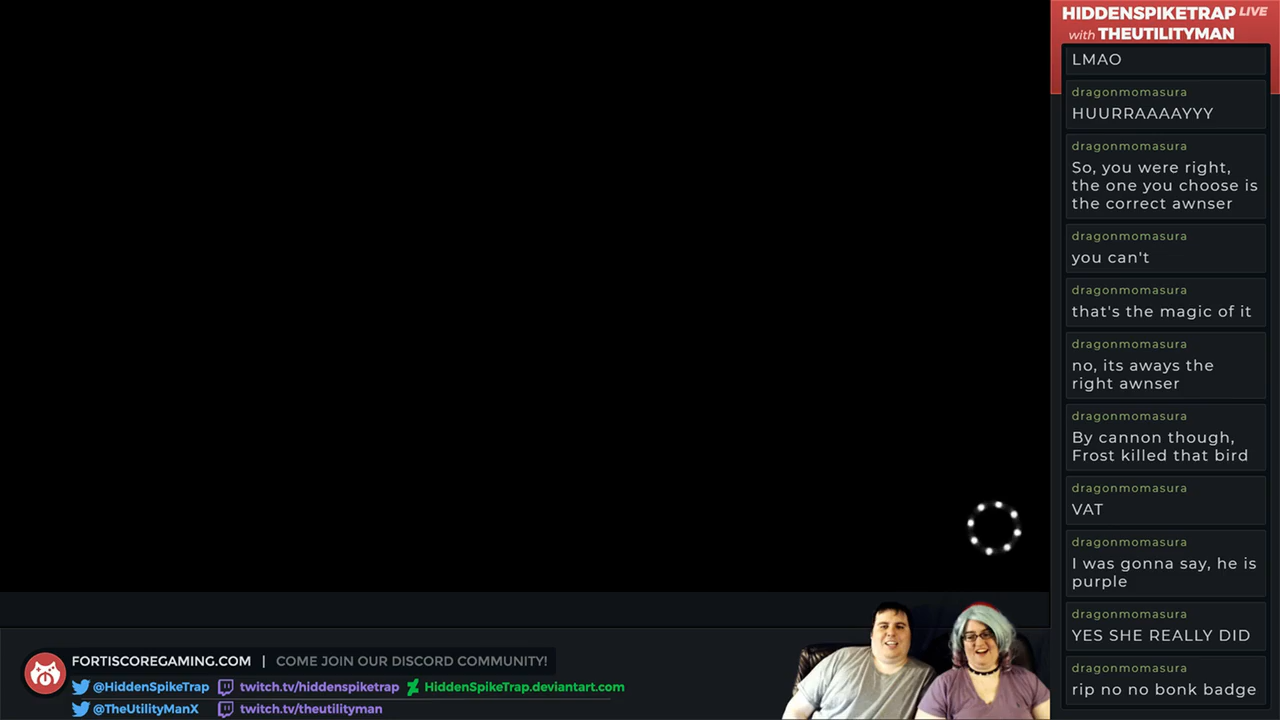 HIDDENSPIKETRAP LIVE
with THEUTILITYMAN
LMAO
dragonmomasura
HUURRAAAAYYY
dragonmomasura
So, you were right,
the one you choose is
the correct awnser
dragonmomasura
you can't
dragonmomasura
that's the magic of it
dragonmomasura
no, its aways the
right awnser
dragonmomasura
By cannon though,
Frost killed that bird
dragonmomasura
VAT
dragonmomasura
I was gonna say, he is
purple
dragonmomasura
YES SHE REALLY DID
dragonmomasura
rip no no bonk badge
FORTISCOREGAMING.COM | COME JOIN OUR DISCORD COMMUNITY!
@HiddenSpikeTrap twitch.tv/hiddenspiketrap HiddenSpikeTrap.deviantart.com
@TheUtilityManX twitch.tv/theutilityman